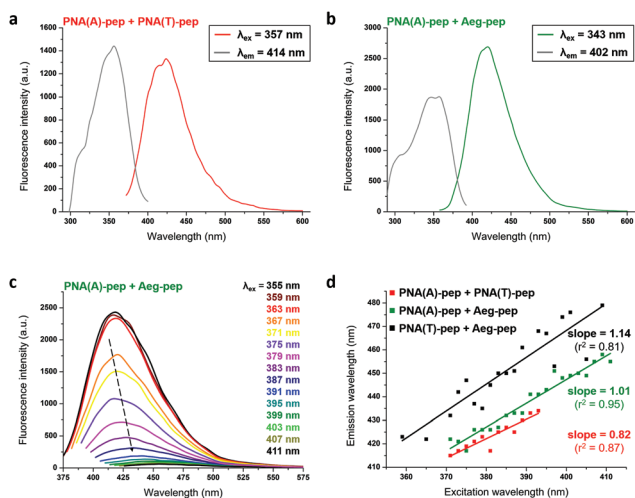 a
PNA(A)-pep + PNA(T)-pep
λex = 357 nm
λem = 414 nm
1600
1400
1200
1000
800
600
400
200
0
300
350
400
450
500
550
600
Fluorescence intensity (a.u.)
Wavelength (nm)
b
PNA(A)-pep + Aeg-pep
λex = 343 nm
λem = 402 nm
3000
2500
2000
1500
1000
500
0
300
350
400
450
500
550
600
Fluorescence intensity (a.u.)
Wavelength (nm)
c
PNA(A)-pep + Aeg-pep
λex = 355 nm
359 nm
363 nm
367 nm
371 nm
375 nm
379 nm
383 nm
387 nm
391 nm
395 nm
399 nm
403 nm
407 nm
411 nm
2500
2000
1500
1000
500
0
375
400
425
450
475
500
525
550
575
Fluorescence intensity (a.u.)
Wavelength (nm)
d
PNA(A)-pep + PNA(T)-pep
PNA(A)-pep + Aeg-pep
PNA(T)-pep + Aeg-pep
slope = 1.14
(r² = 0.81)
slope = 1.01
(r² = 0.95)
slope = 0.82
(r² = 0.87)
480
470
460
450
440
430
420
410
360
370
380
390
400
410
Emission wavelength (nm)
Excitation wavelength (nm)